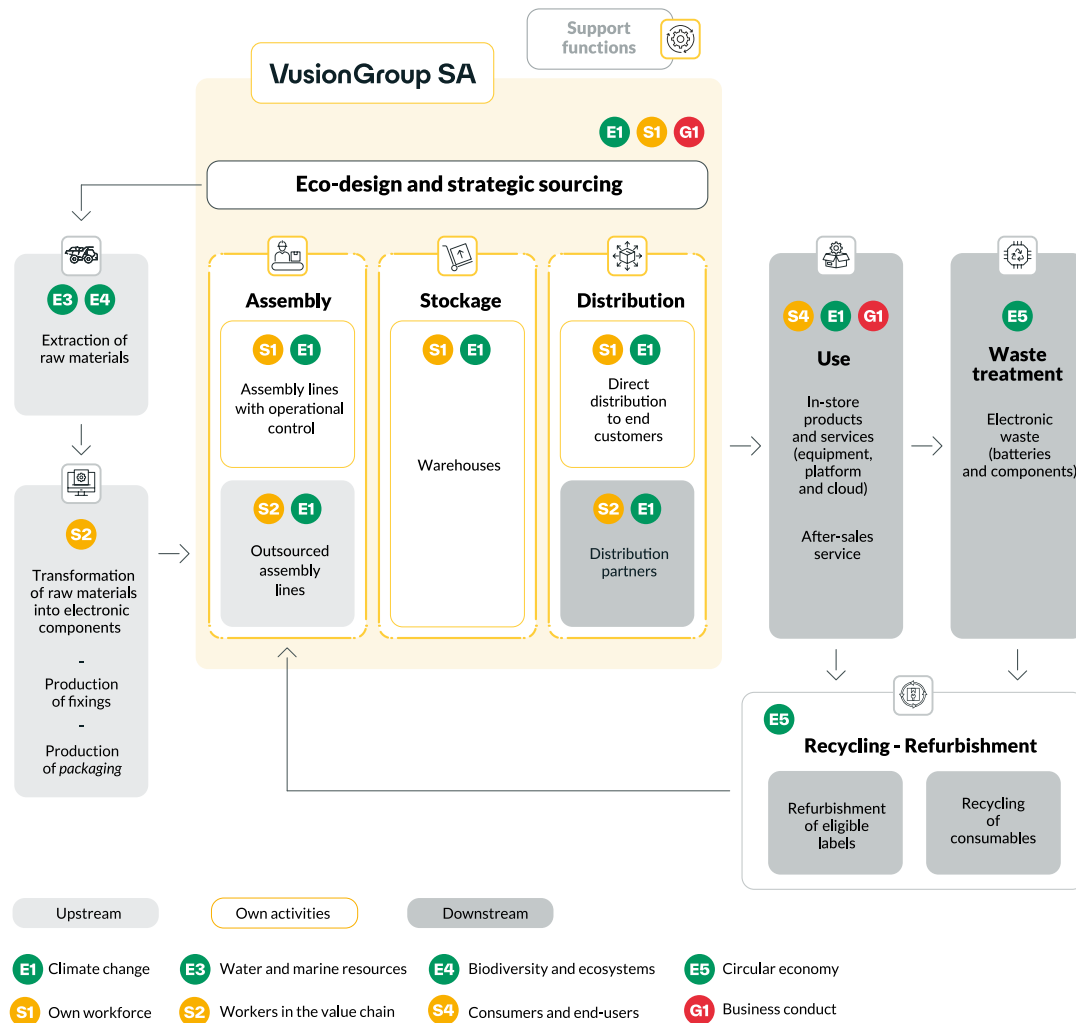 Support
functions
VusionGroup SA
E1 S1 G1
Eco-design and strategic sourcing
E3 E4
Extraction of
raw materials
S2
Transformation
of raw materials
into electronic
components
-
Production
of fixings
-
Production
of packaging
Assembly
S1 E1
Assembly lines
with operational
control
S2 E1
Outsourced
assembly
lines
Stockage
S1 E1
Warehouses
Distribution
S1 E1
Direct
distribution
to end
customers
S2 E1
Distribution
partners
S4 E1 G1
Use
In-store
products
and services
(equipment,
platform
and cloud)
After-sales
service
E5
Waste
treatment
Electronic
waste
(batteries
and components)
E5
Recycling - Refurbishment
Refurbishment
of eligible
labels
Recycling
of
consumables
Upstream
Own activities
Downstream
E1 Climate change
E3 Water and marine resources
E4 Biodiversity and ecosystems
E5 Circular economy
S1 Own workforce
S2 Workers in the value chain
S4 Consumers and end-users
G1 Business conduct